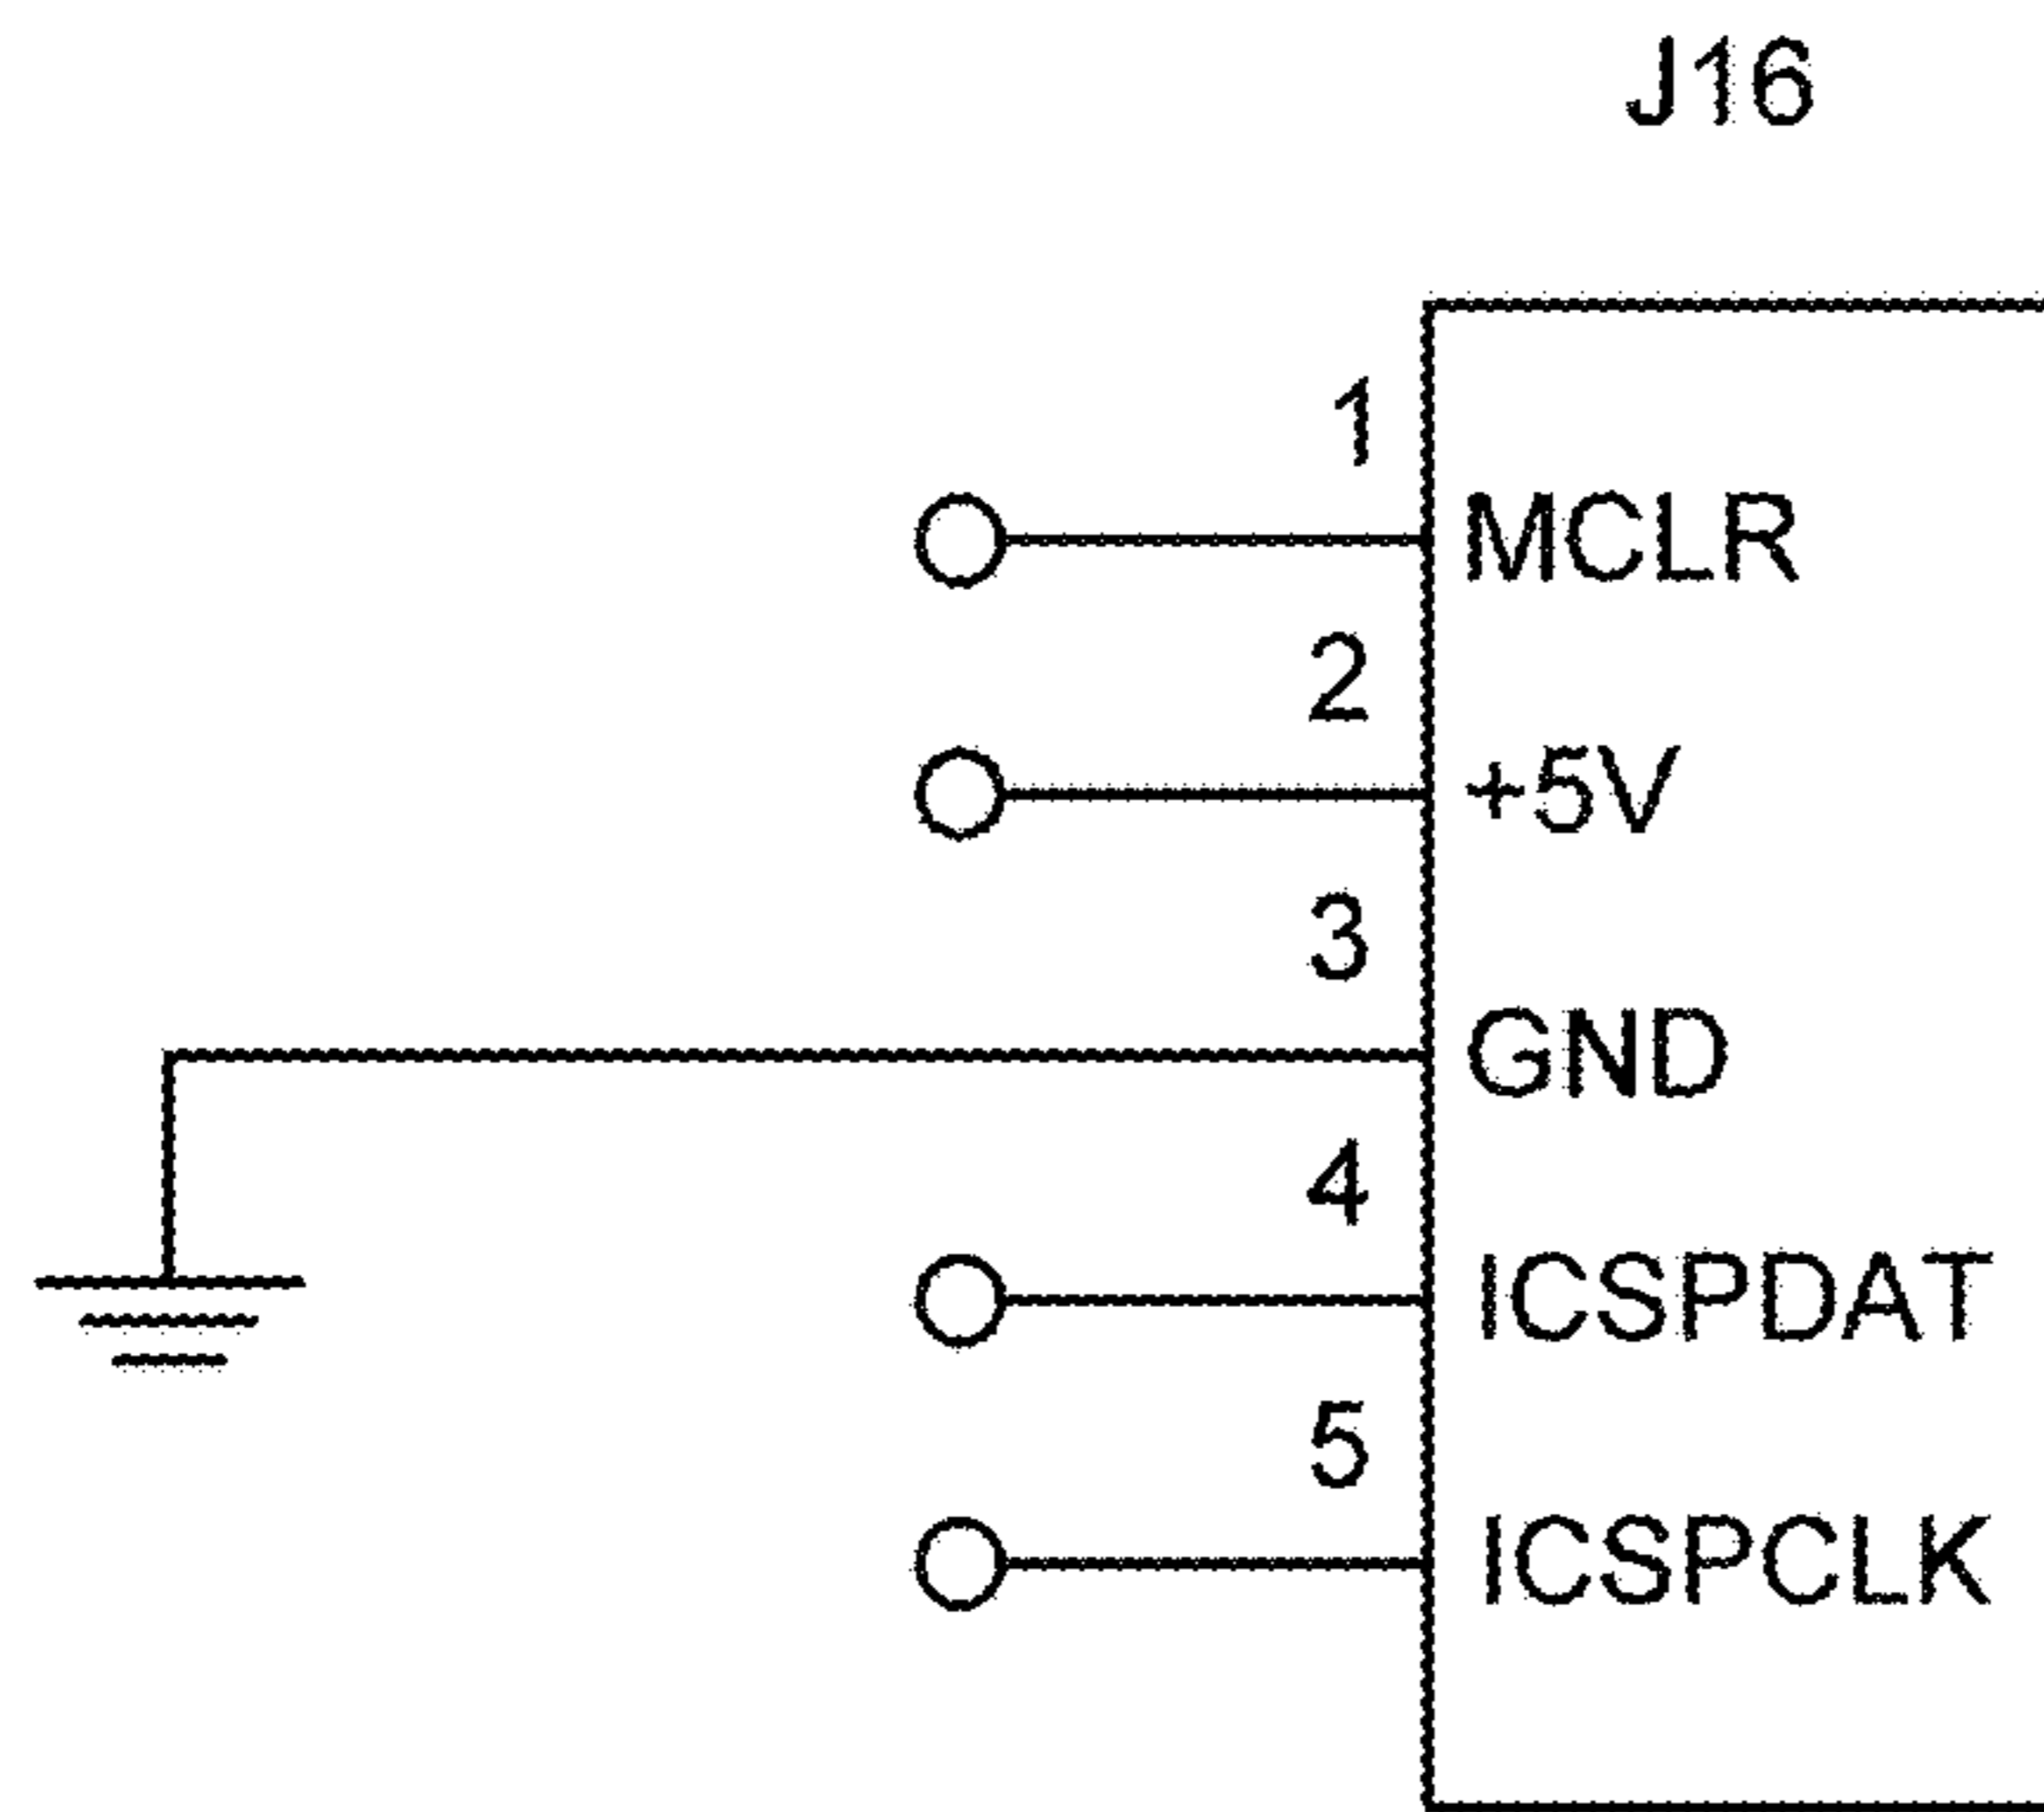 J16
1
MCLR
2
+5V
3
GND
4
ICSPDAT
5
ICSPCLK